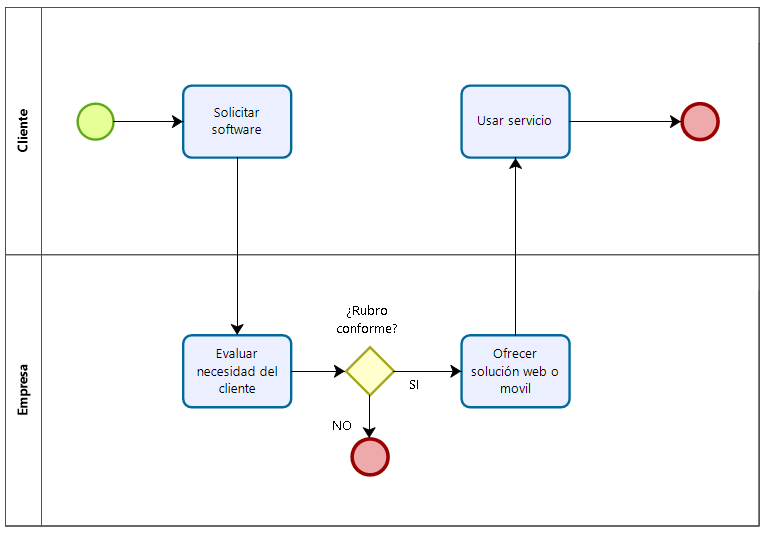 Cliente
Solicitar
software
Usar servicio
Empresa
Evaluar
necesidad del
cliente
¿Rubro
conforme?
SI
NO
Ofrecer
solución web o
movil